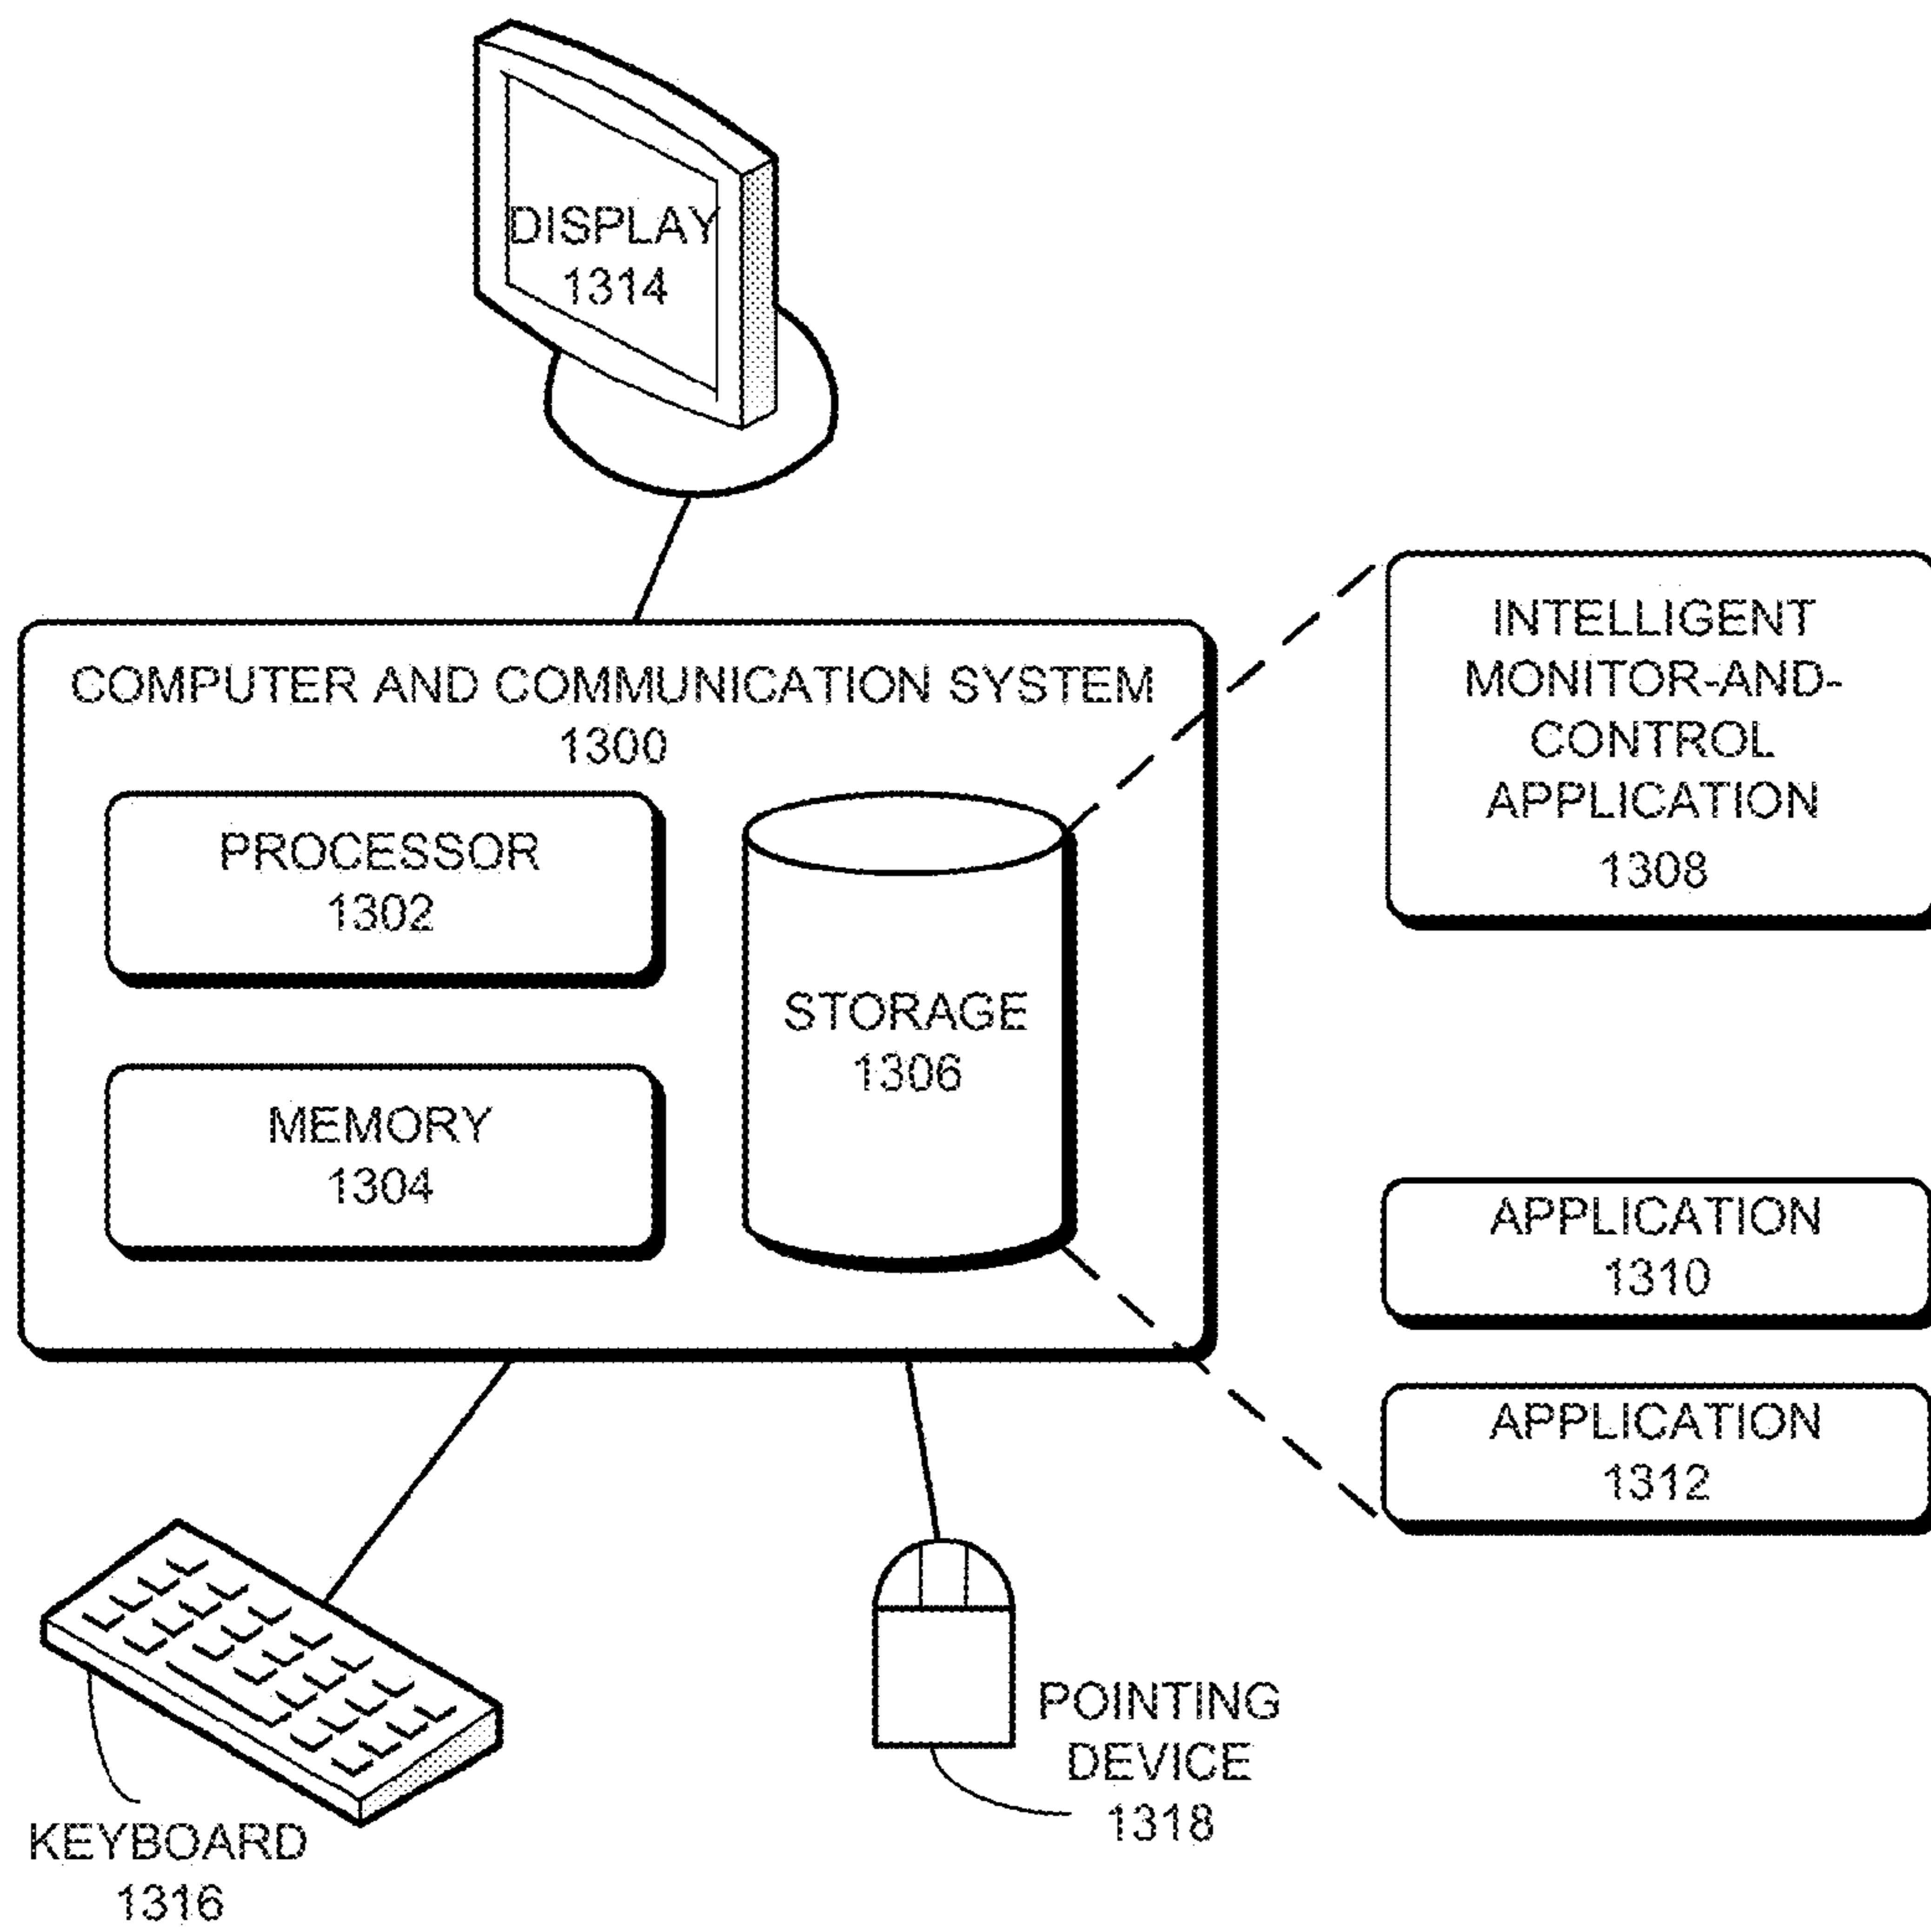 DISPLAY
1314
COMPUTER AND COMMUNICATION SYSTEM
1300
PROCESSOR
1302
MEMORY
1304
STORAGE
1306
INTELLIGENT
MONITOR-AND-
CONTROL
APPLICATION
1308
APPLICATION
1310
APPLICATION
1312
KEYBOARD
1316
POINTING
DEVICE
1318